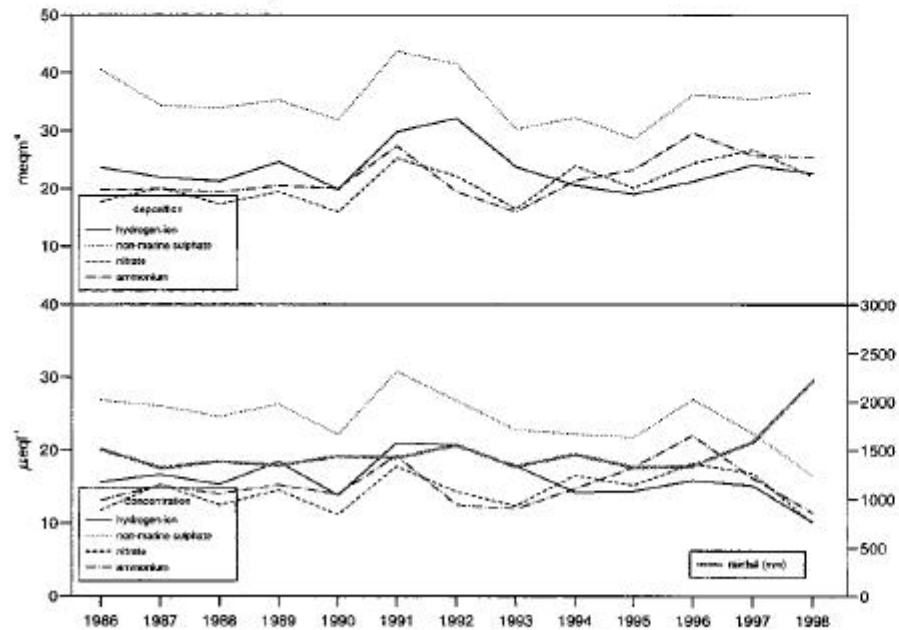 50
40
30
20
10
meqm⁻¹
deposition
hydrogen-ion
non-marine sulphate
nitrate
ammonium
40
30
20
10
0
µeql⁻¹
3000
2500
2000
1500
1000
500
0
concentration
hydrogen-ion
non-marine sulphate
nitrate
ammonium
rainfall (mm)
1986 1987 1988 1989 1990 1991 1992 1993 1994 1995 1996 1997 1998